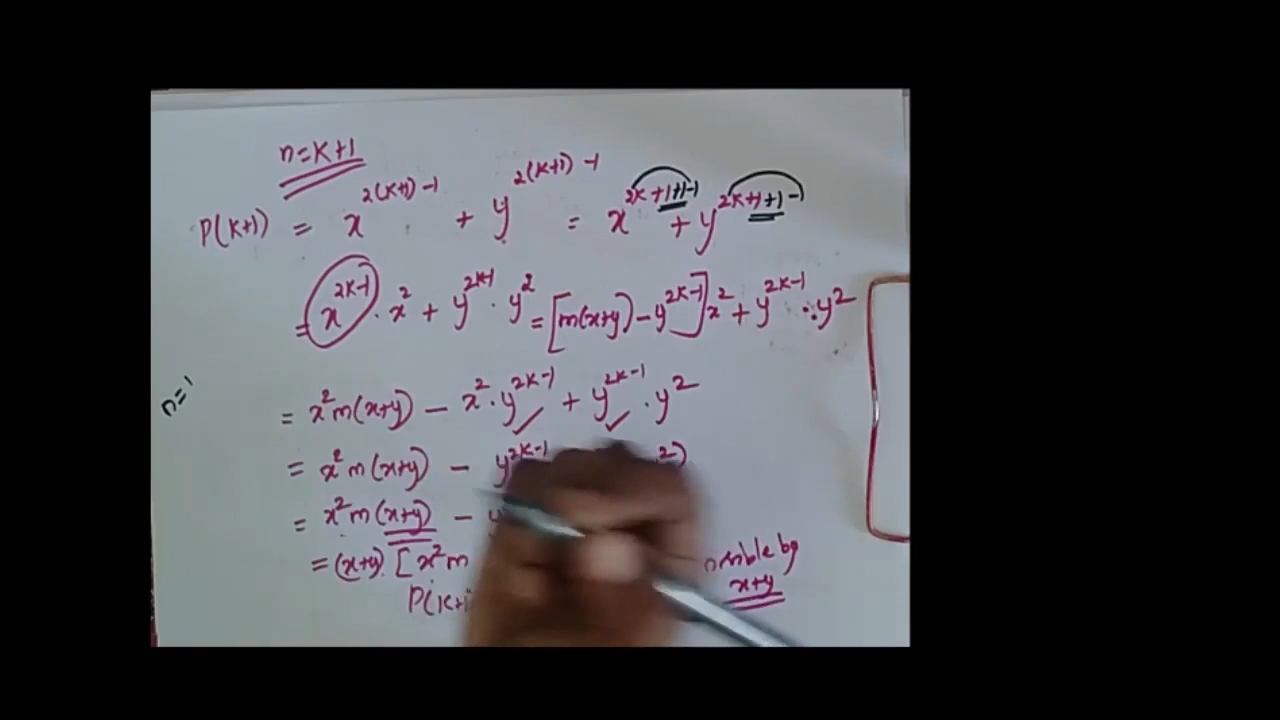 n=K+1
P(K+1) = x^{2(K+1)-1} + y^{2(K+1)-1} = x^{2K+1+1-1} + y^{2K+1+1-1}
= x^{2K-1} · x^2 + y^{2K-1} · y^2 = [m(x+y) - y^{2K-1}] x^2 + y^{2K-1} · y^2
n=1
= x^2 m(x+y) - x^2 · y^{2K-1} + y^{2K-1} · y^2
= x^2 m(x+y) - y^{2K-1} y^2)
= x^2 m(x+y) - y
= (x+y) [x^2 m
P(K+1 by
x+y